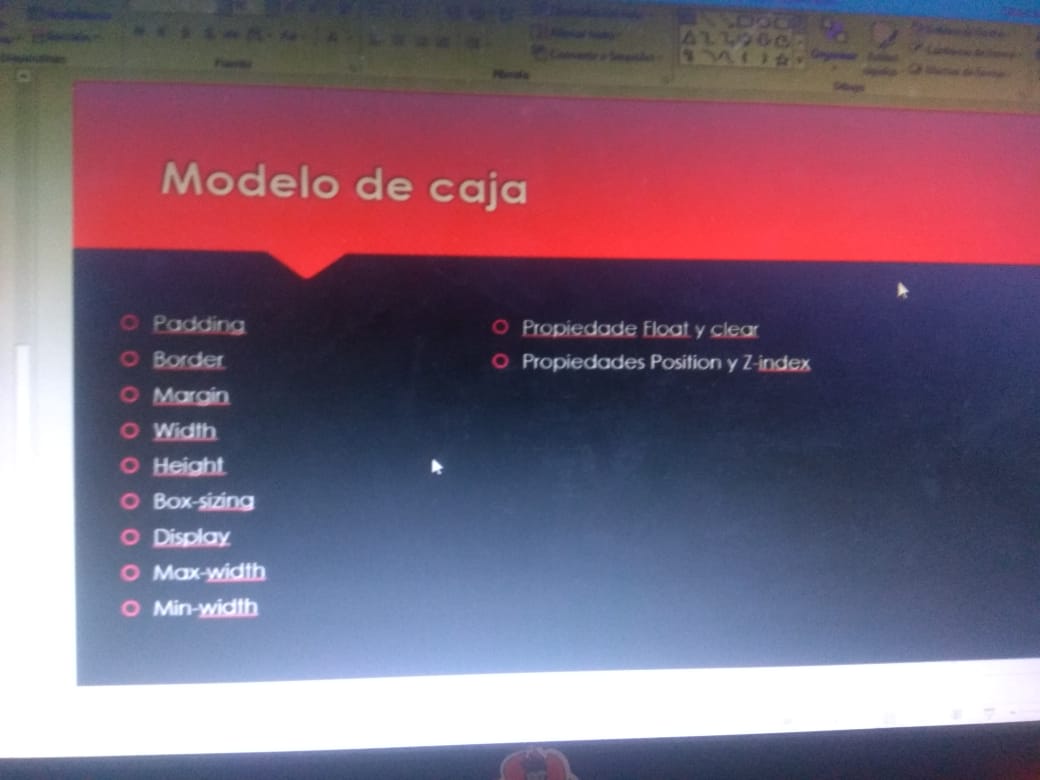 Fuente
Párrafo
Dibujo
Modelo de caja
Padding
Border
Margin
Width
Height
Box-sizing
Display
Max-width
Min-width
Propiedade Float y clear
Propiedades Position y Z-index